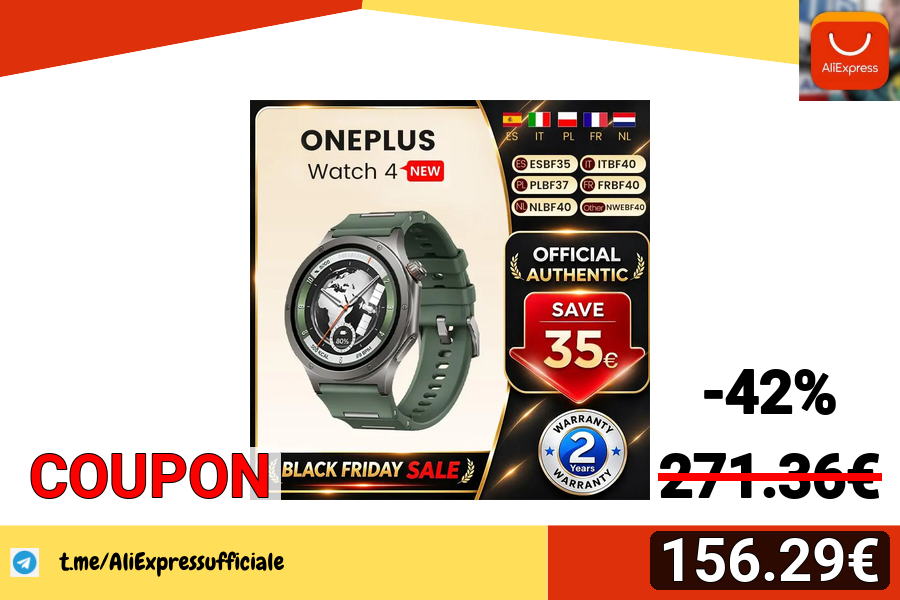 AliExpress
ONEPLUS
Watch 4 NEW
ES IT PL FR NL
ES ESBF35 IT ITBF40
PL PLBF37 FR FRBF40
NL NLBF40 Other NWEBF40
OFFICIAL
AUTHENTIC
SAVE
35€
80%
WARRANTY
2
Years
WARRANTY
BLACK FRIDAY SALE
-42%
COUPON
271.36€
t.me/AliExpressufficiale
156.29€